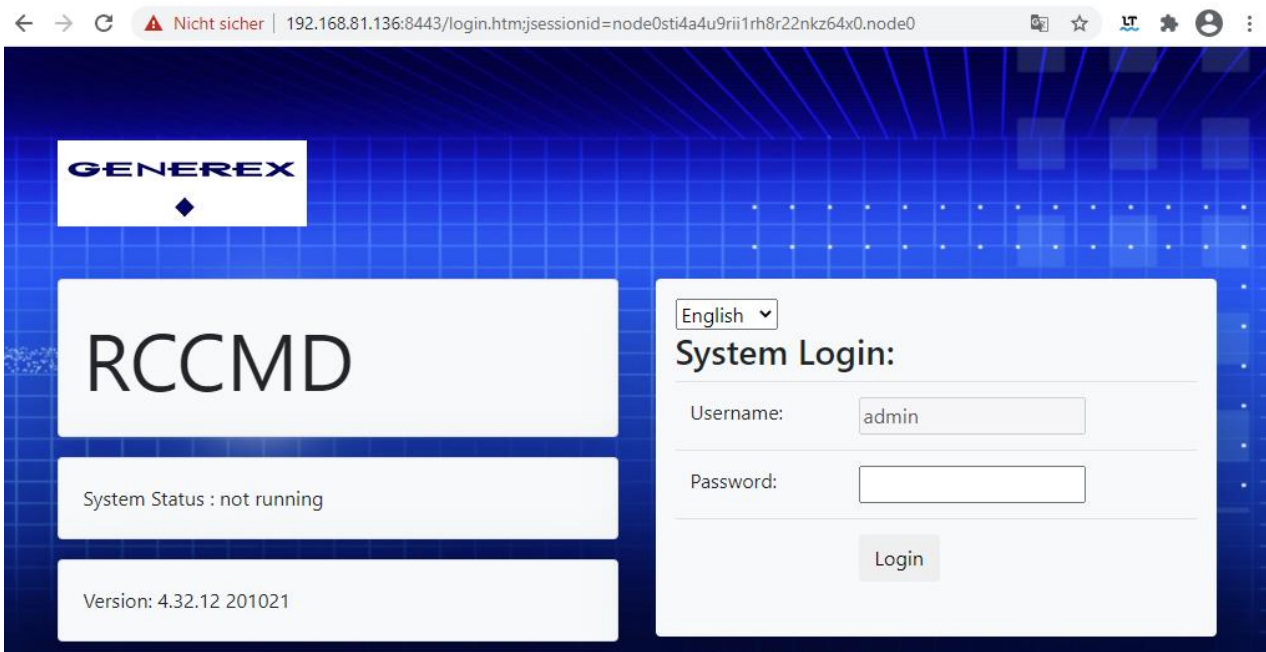 Nicht sicher 192.168.81.136:8443/login.htm;jsessionid=node0sti4a4u9rii1rh8r22nkz64x0.node0
LT
GENEREX
RCCMD
System Status : not running
Version: 4.32.12 201021
English
System Login:
Username: admin
Password:
Login